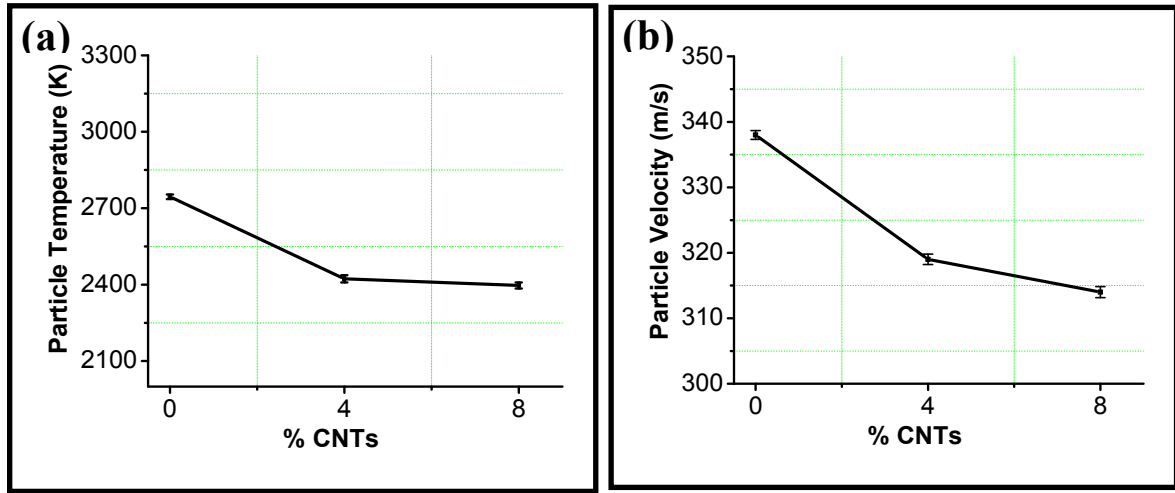 (a)
Particle Temperature (K)
3300
3000
2700
2400
2100
0 4 8
% CNTs
(b)
Particle Velocity (m/s)
350
340
330
320
310
300
0 4 8
% CNTs